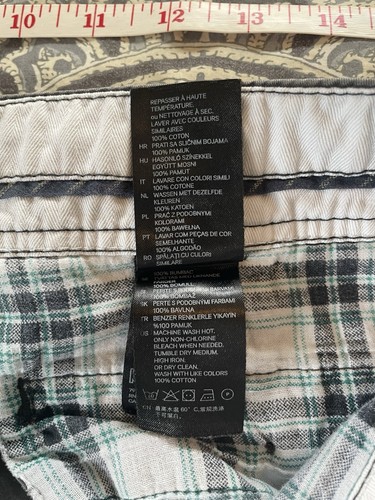 10 11 12 13 14
REPASSER À HAUTE
TEMPÉRATURE.
ou NETTOYAGE À SEC.
LAVER AVEC COULEURS
SIMILAIRES
100% COTON
HR PRATI SA SLIČNIM BOJAMA
100% PAMUK
HU HASONLÓ SZÍNEKKEL
EGYÜTT MOSNI
100% PAMUT
IT LAVARE CON COLORI SIMILI
100% COTONE
NL WASSEN MET DEZELFDE
KLEUREN
100% KATOEN
PL PRAĆ Z PODOBNYMI
KOLORAMI
100% BAWEŁNA
PT LAVAR COM PEÇAS DE COR
SEMELHANTE
100% ALGODÃO
RO SPĂLAȚI CU CULORI
SIMILARE
100% BUMBAC
100% BOMBAŽ
SK PERTE S PODOBNÝMI FARBAMI
100% BAVLNA
TR BENZER RENKLERLE YIKAYIN
%100 PAMUK
US MACHINE WASH HOT.
ONLY NON-CHLORINE
BLEACH WHEN NEEDED.
TUMBLE DRY MEDIUM.
HIGH IRON.
OR DRY CLEAN.
WASH WITH LIKE COLORS
100% COTTON